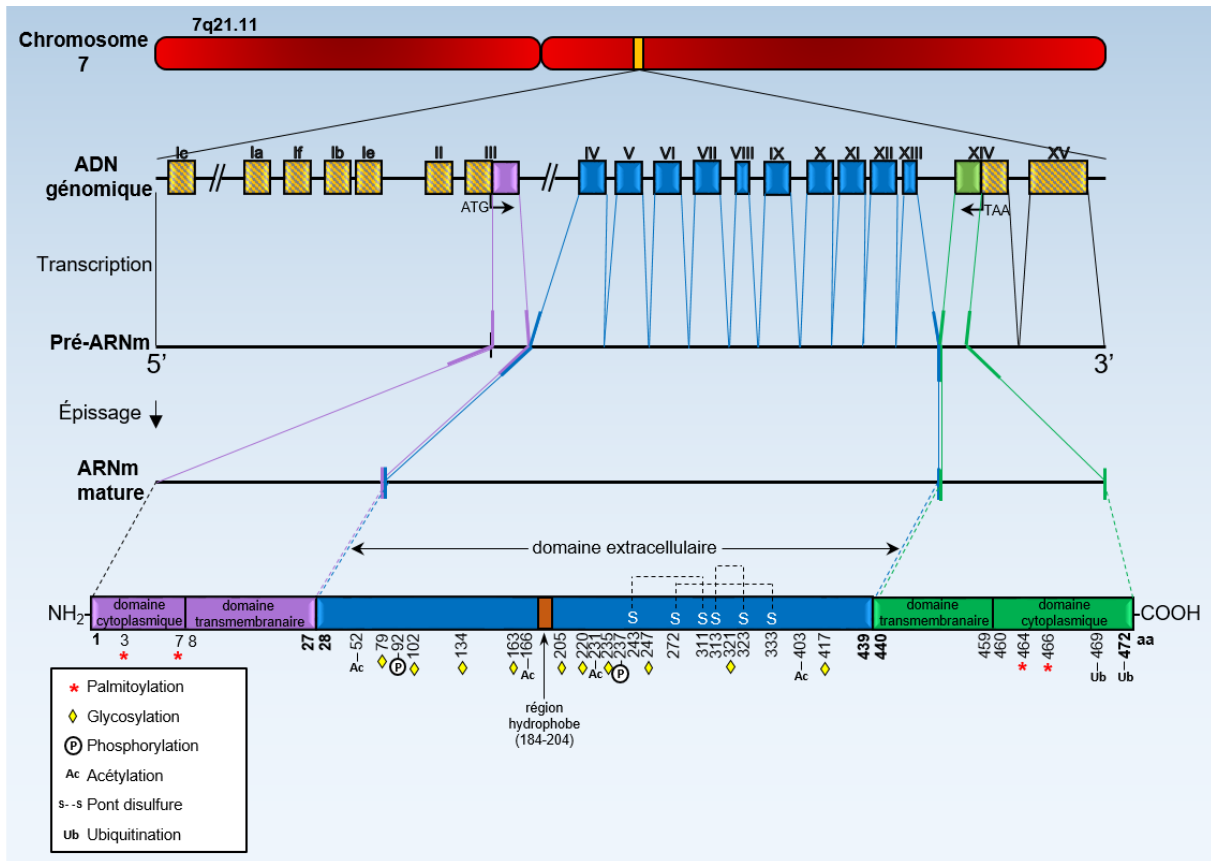 7q21.11
Chromosome
7
Ic Ia If Ib Ie II III IV V VI VII VIII IX X XI XII XIII XIV XV
ADN
génomique
ATG
TAA
Transcription
Pré-ARNm
5’
3’
Épissage
ARNm
mature
domaine extracellulaire
NH2
domaine
cytoplasmique
domaine
transmembranaire
S S S S S S
domaine
transmembranaire
domaine
cytoplasmique
COOH
1 3 7 8 27 28 52 79 92 102 134 163 166 205 220 231 235 237 243 247 272 311 313 321 323 333 403 417 439 440 459 460 464 466 469 472 aa
* * Ac P Ac Ac P Ac * * Ub Ub
région
hydrophobe
(184-204)
* Palmitoylation
Glycosylation
P Phosphorylation
Ac Acétylation
S--S Pont disulfure
Ub Ubiquitination